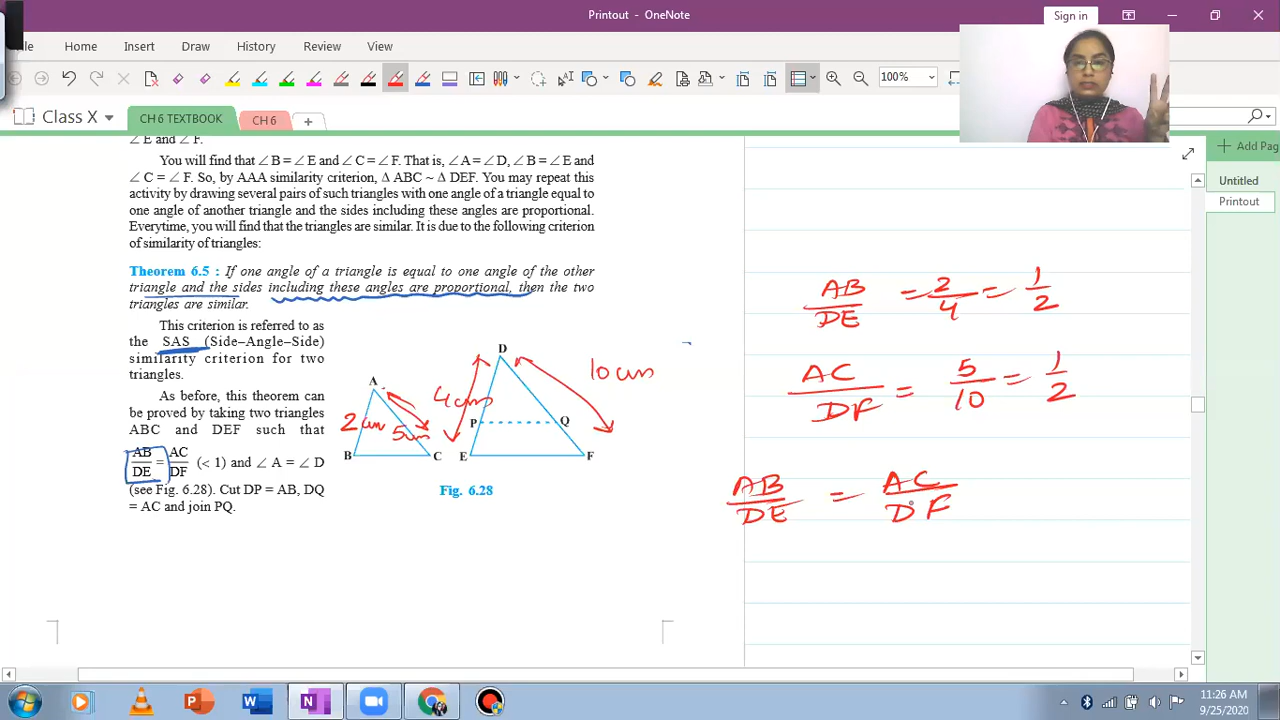 Printout - OneNote
Sign in
File Home Insert Draw History Review View
100%
Class X
CH 6 TEXTBOOK
CH 6
Add Pag
Untitled
Printout
∠ E and ∠ F.
You will find that ∠ B = ∠ E and ∠ C = ∠ F. That is, ∠ A = ∠ D, ∠ B = ∠ E and
∠ C = ∠ F. So, by AAA similarity criterion, Δ ABC ~ Δ DEF. You may repeat this
activity by drawing several pairs of such triangles with one angle of a triangle equal to
one angle of another triangle and the sides including these angles are proportional.
Everytime, you will find that the triangles are similar. It is due to the following criterion
of similarity of triangles:
Theorem 6.5 : If one angle of a triangle is equal to one angle of the other
triangle and the sides including these angles are proportional, then the two
triangles are similar.
This criterion is referred to as
the SAS (Side–Angle–Side)
similarity criterion for two
triangles.
As before, this theorem can
be proved by taking two triangles
ABC and DEF such that
AB/DE = AC/DF (< 1) and ∠ A = ∠ D
(see Fig. 6.28). Cut DP = AB, DQ
= AC and join PQ.
A
B
C
2 cm
5cm
D
4cm
10 cm
P
Q
E
F
Fig. 6.28
AB/DE = 2/4 = 1/2
AC/DF = 5/10 = 1/2
AB/DE = AC/DF
11:26 AM
9/25/2020